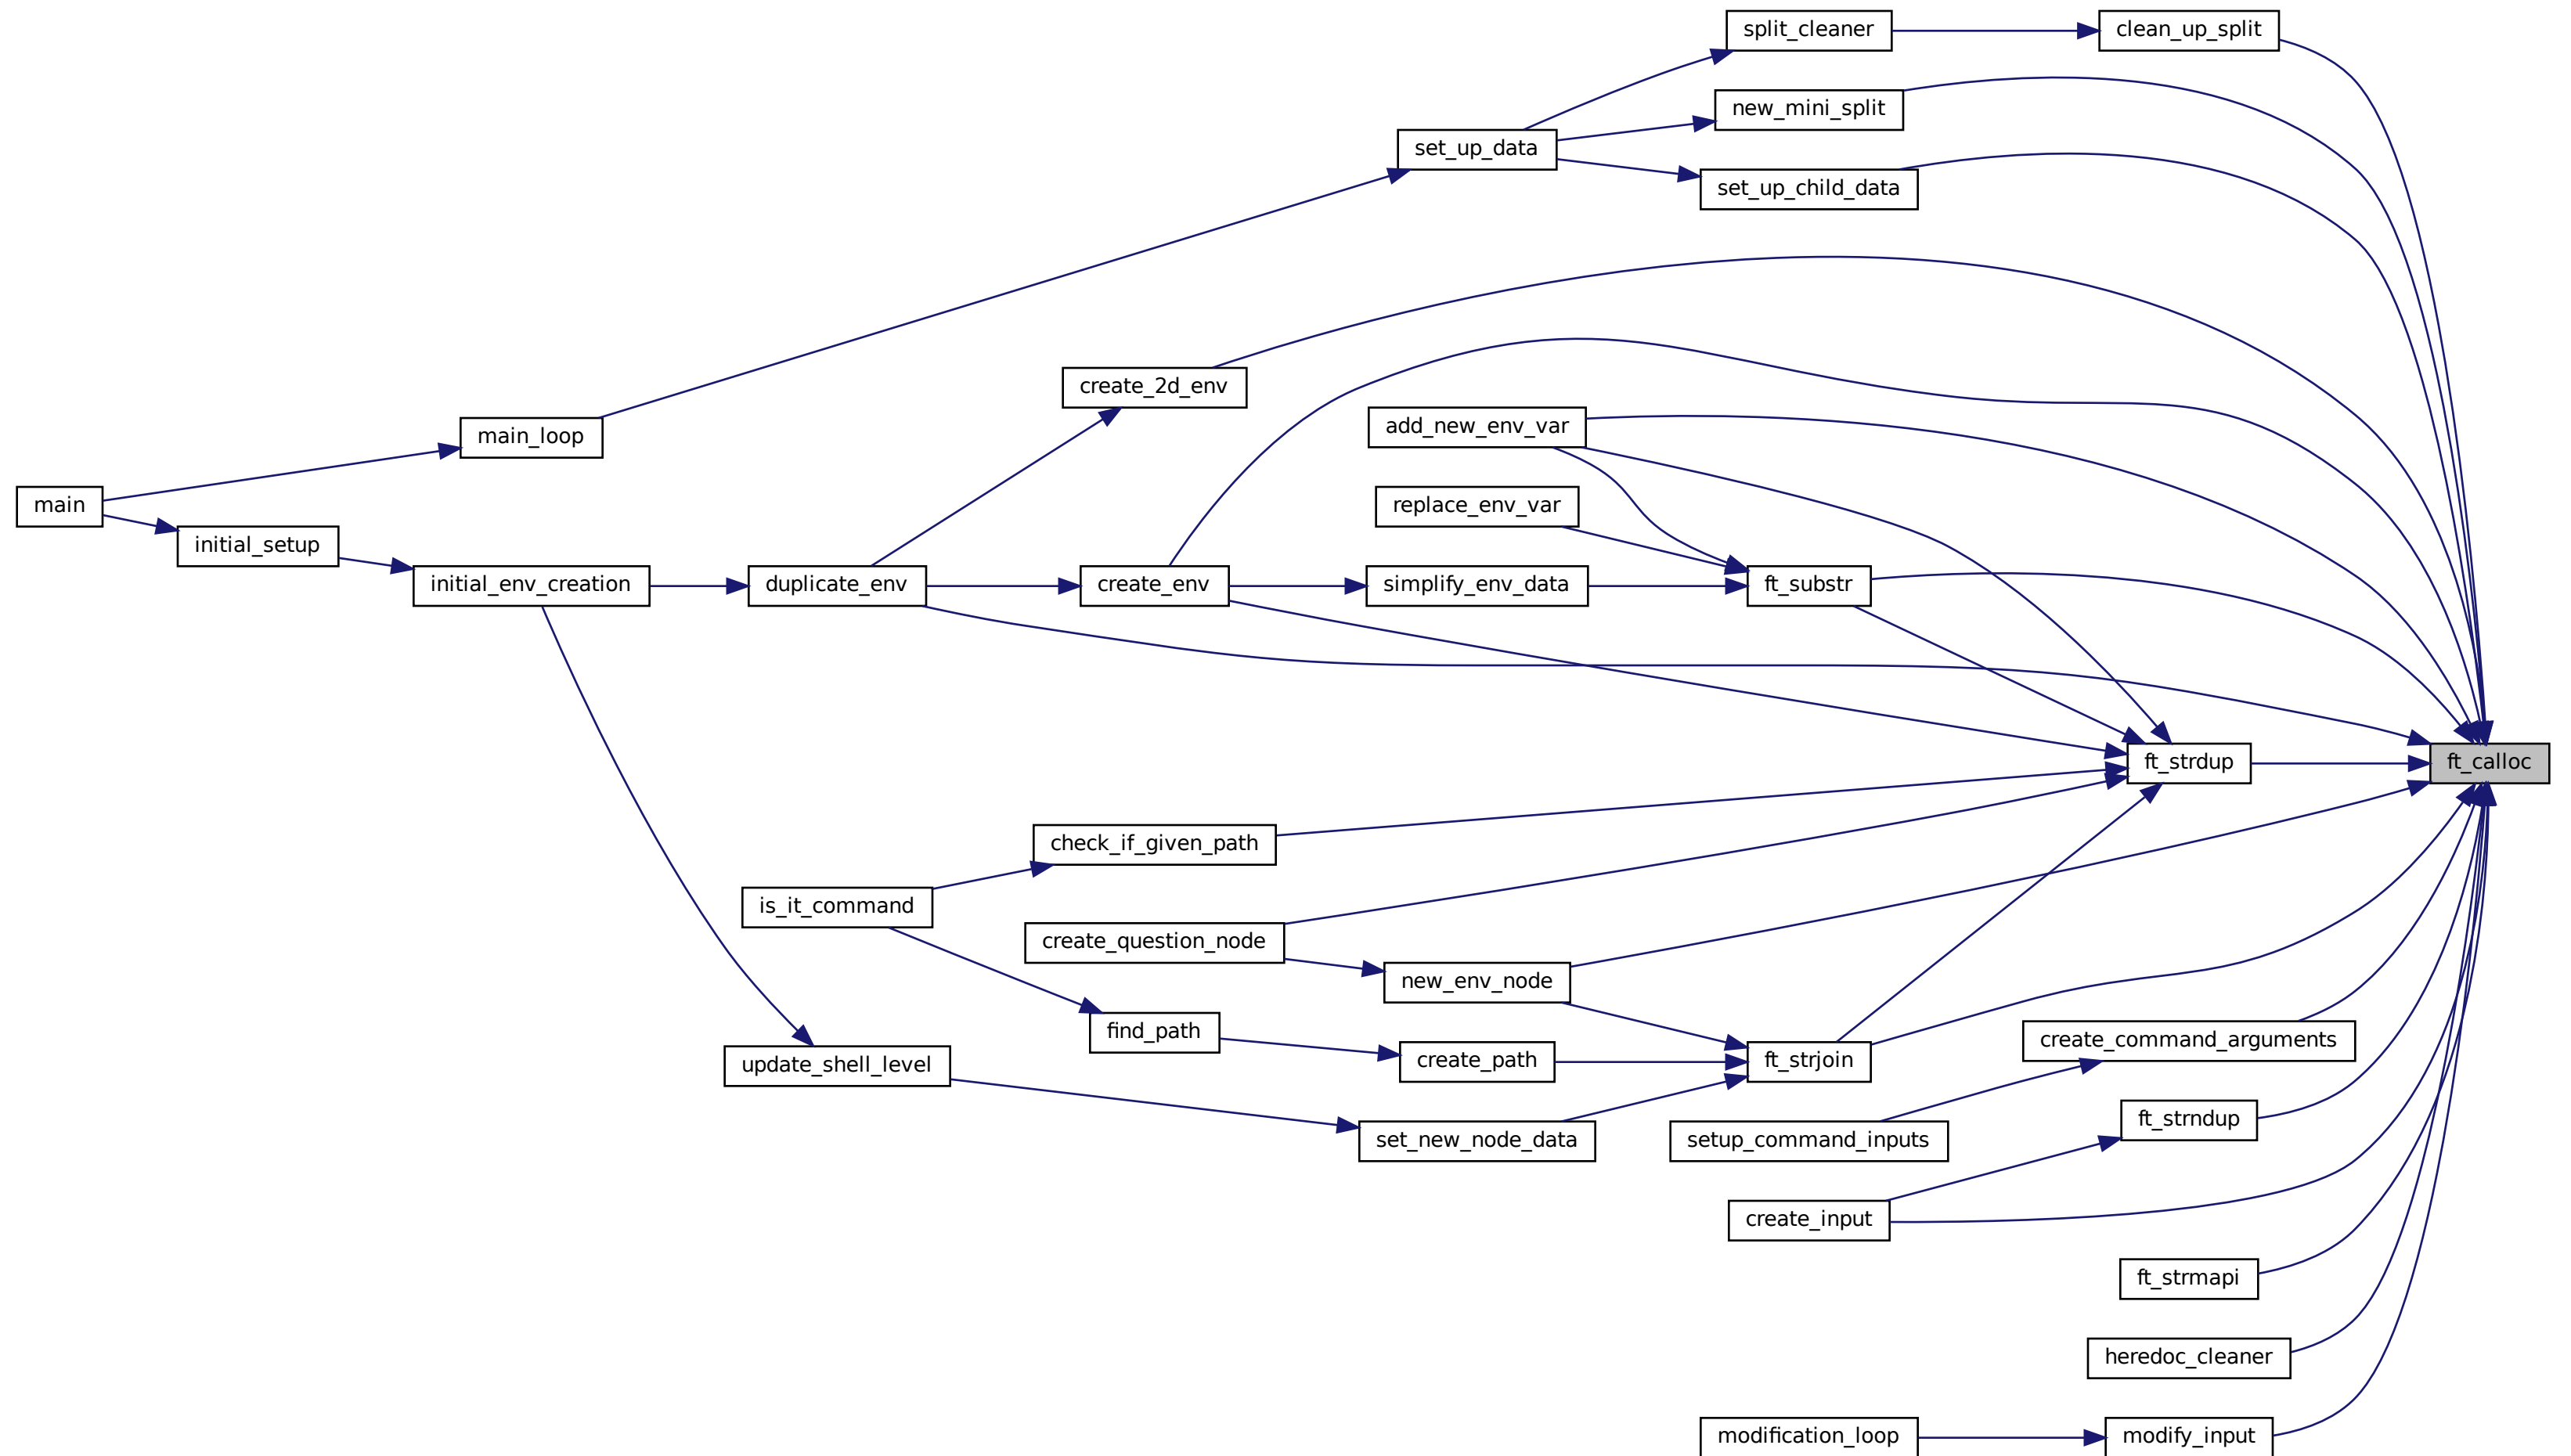 split_cleaner
clean_up_split
new_mini_split
set_up_data
set_up_child_data
create_2d_env
add_new_env_var
main_loop
replace_env_var
main
initial_setup
initial_env_creation
duplicate_env
create_env
simplify_env_data
ft_substr
ft_strdup
ft_calloc
check_if_given_path
is_it_command
create_question_node
new_env_node
find_path
create_command_arguments
update_shell_level
create_path
ft_strjoin
ft_strndup
set_new_node_data
setup_command_inputs
create_input
ft_strmapi
heredoc_cleaner
modification_loop
modify_input